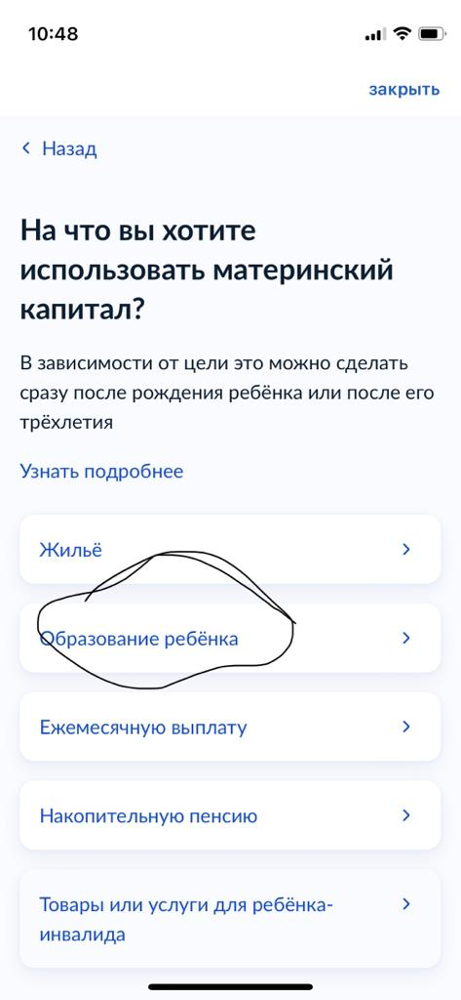 10:48
закрыть
Назад
На что вы хотите
использовать материнский
капитал?
В зависимости от цели это можно сделать
сразу после рождения ребёнка или после его
трёхлетия
Узнать подробнее
Жильё
Образование ребёнка
Ежемесячную выплату
Накопительную пенсию
Товары или услуги для ребёнка-
инвалида